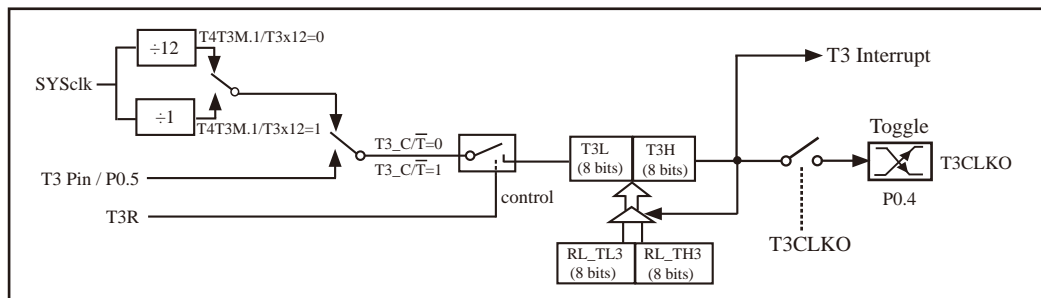 ÷12
T4T3M.1/T3x12=0
SYSclk
÷1
T4T3M.1/T3x12=1
T3 Interrupt
Toggle
T3_C/T̅=0
T3_C/T̅=1
T3L
(8 bits)
T3H
(8 bits)
T3CLKO
P0.4
T3 Pin / P0.5
control
T3R
T3CLKO
RL_TL3
(8 bits)
RL_TH3
(8 bits)